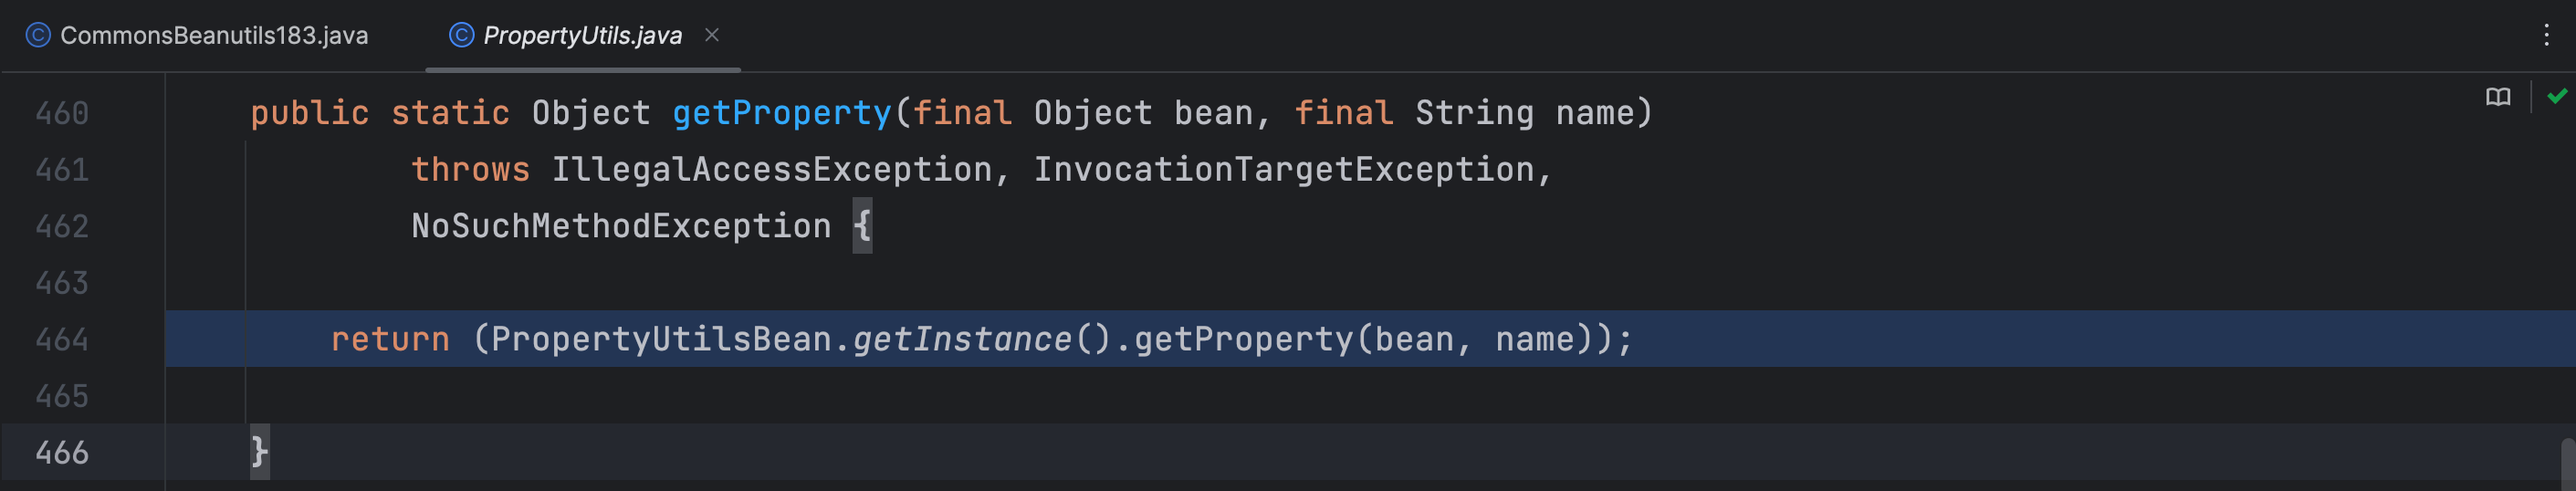 CommonsBeanutils183.java PropertyUtils.java
460 public static Object getProperty(final Object bean, final String name)
461 throws IllegalAccessException, InvocationTargetException,
462 NoSuchMethodException {
463
464 return (PropertyUtilsBean.getInstance().getProperty(bean, name));
465
466 }